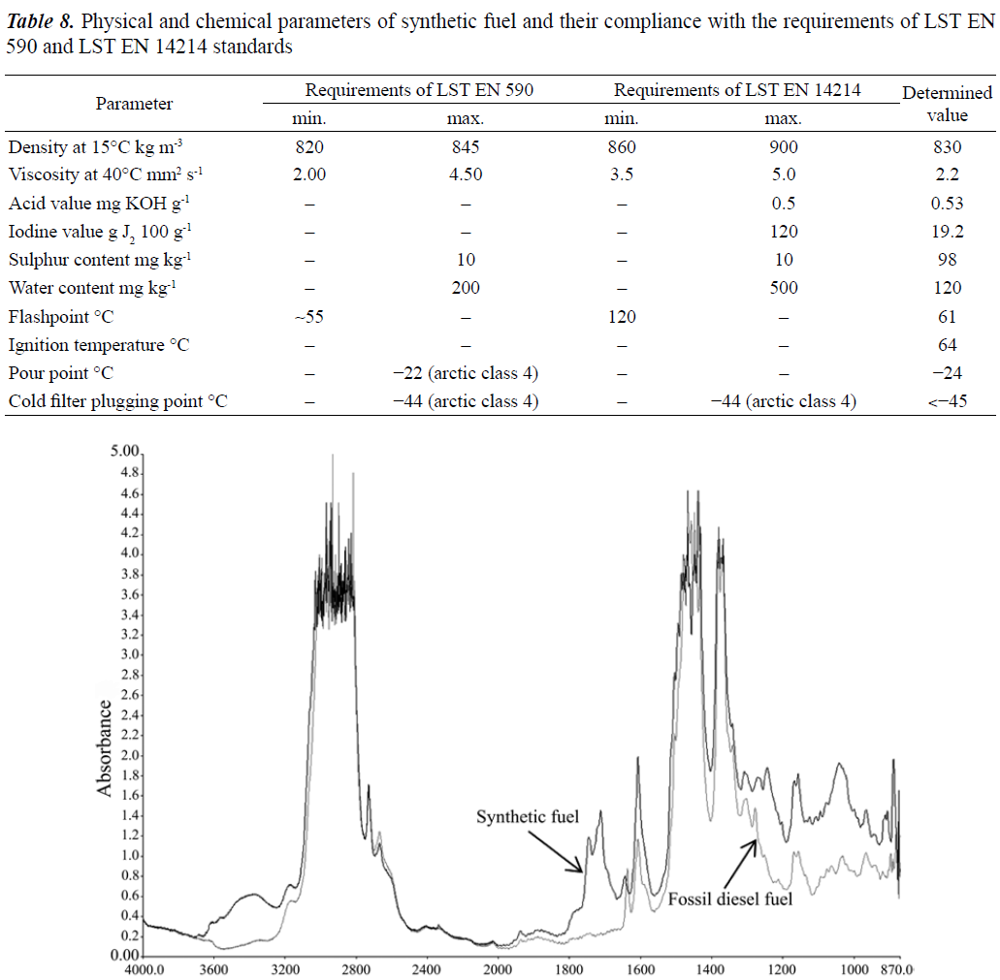 Table 8. Physical and chemical parameters of synthetic fuel and their compliance with the requirements of LST EN
590 and LST EN 14214 standards
Parameter Requirements of LST EN 590 Requirements of LST EN 14214 Determined value
min. max. min. max.
Density at 15°C kg m⁻³ 820 845 860 900 830
Viscosity at 40°C mm² s⁻¹ 2.00 4.50 3.5 5.0 2.2
Acid value mg KOH g⁻¹ – – – 0.5 0.53
Iodine value g J₂ 100 g⁻¹ – – – 120 19.2
Sulphur content mg kg⁻¹ – 10 – 10 98
Water content mg kg⁻¹ – 200 – 500 120
Flashpoint °C ~55 – 120 – 61
Ignition temperature °C – – – – 64
Pour point °C – −22 (arctic class 4) – – −24
Cold filter plugging point °C – −44 (arctic class 4) – −44 (arctic class 4) <−45
5.00
4.8
4.6
4.4
4.2
4.0
3.8
3.6
3.4
3.2
3.0
2.8
2.6
2.4
2.2
2.0
1.8
1.6
1.4
1.2
1.0
0.8
0.6
0.4
0.2
0.00
Absorbance
Synthetic fuel
Fossil diesel fuel
4000.0 3600 3200 2800 2400 2000 1800 1600 1400 1200 1000 870.0